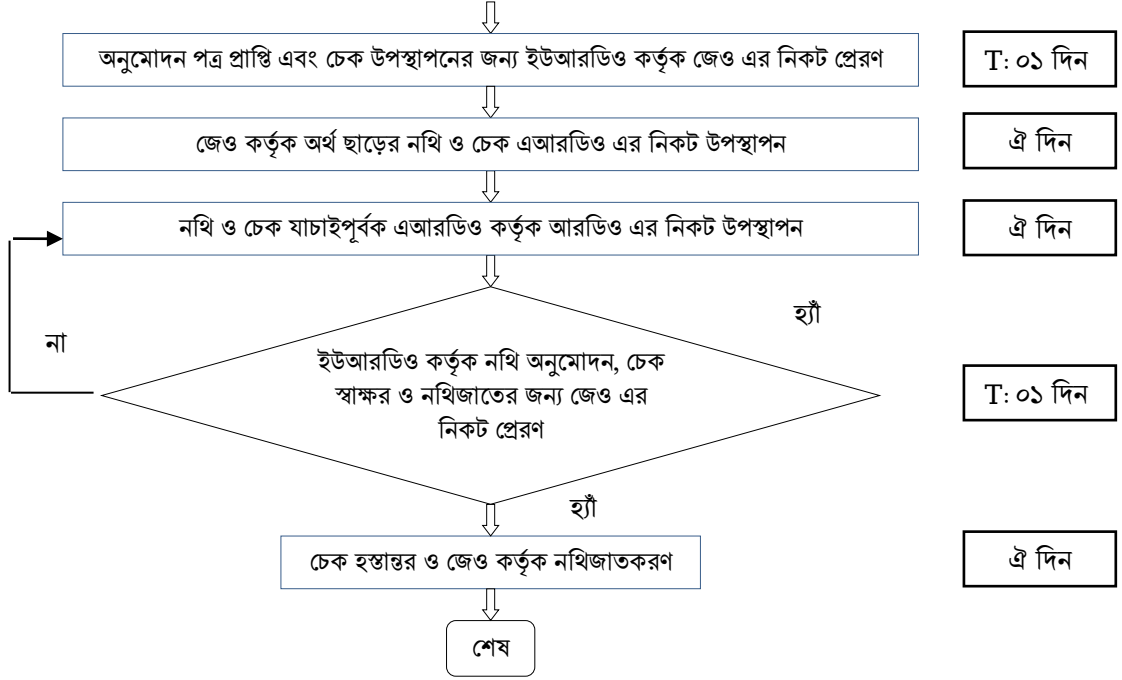 অনুমোদন পত্র প্রাপ্তি এবং চেক উপস্থাপনের জন্য ইউআরডিও কর্তৃক জেও এর নিকট প্রেরণ
T: ০১ দিন
জেও কর্তৃক অর্থ ছাড়ের নথি ও চেক এআরডিও এর নিকট উপস্থাপন
ঐ দিন
নথি ও চেক যাচাইপূর্বক এআরডিও কর্তৃক আরডিও এর নিকট উপস্থাপন
ঐ দিন
হ্যাঁ
না
ইউআরডিও কর্তৃক নথি অনুমোদন, চেক
স্বাক্ষর ও নথিজাতের জন্য জেও এর
নিকট প্রেরণ
T: ০১ দিন
হ্যাঁ
চেক হস্তান্তর ও জেও কর্তৃক নথিজাতকরণ
ঐ দিন
শেষ